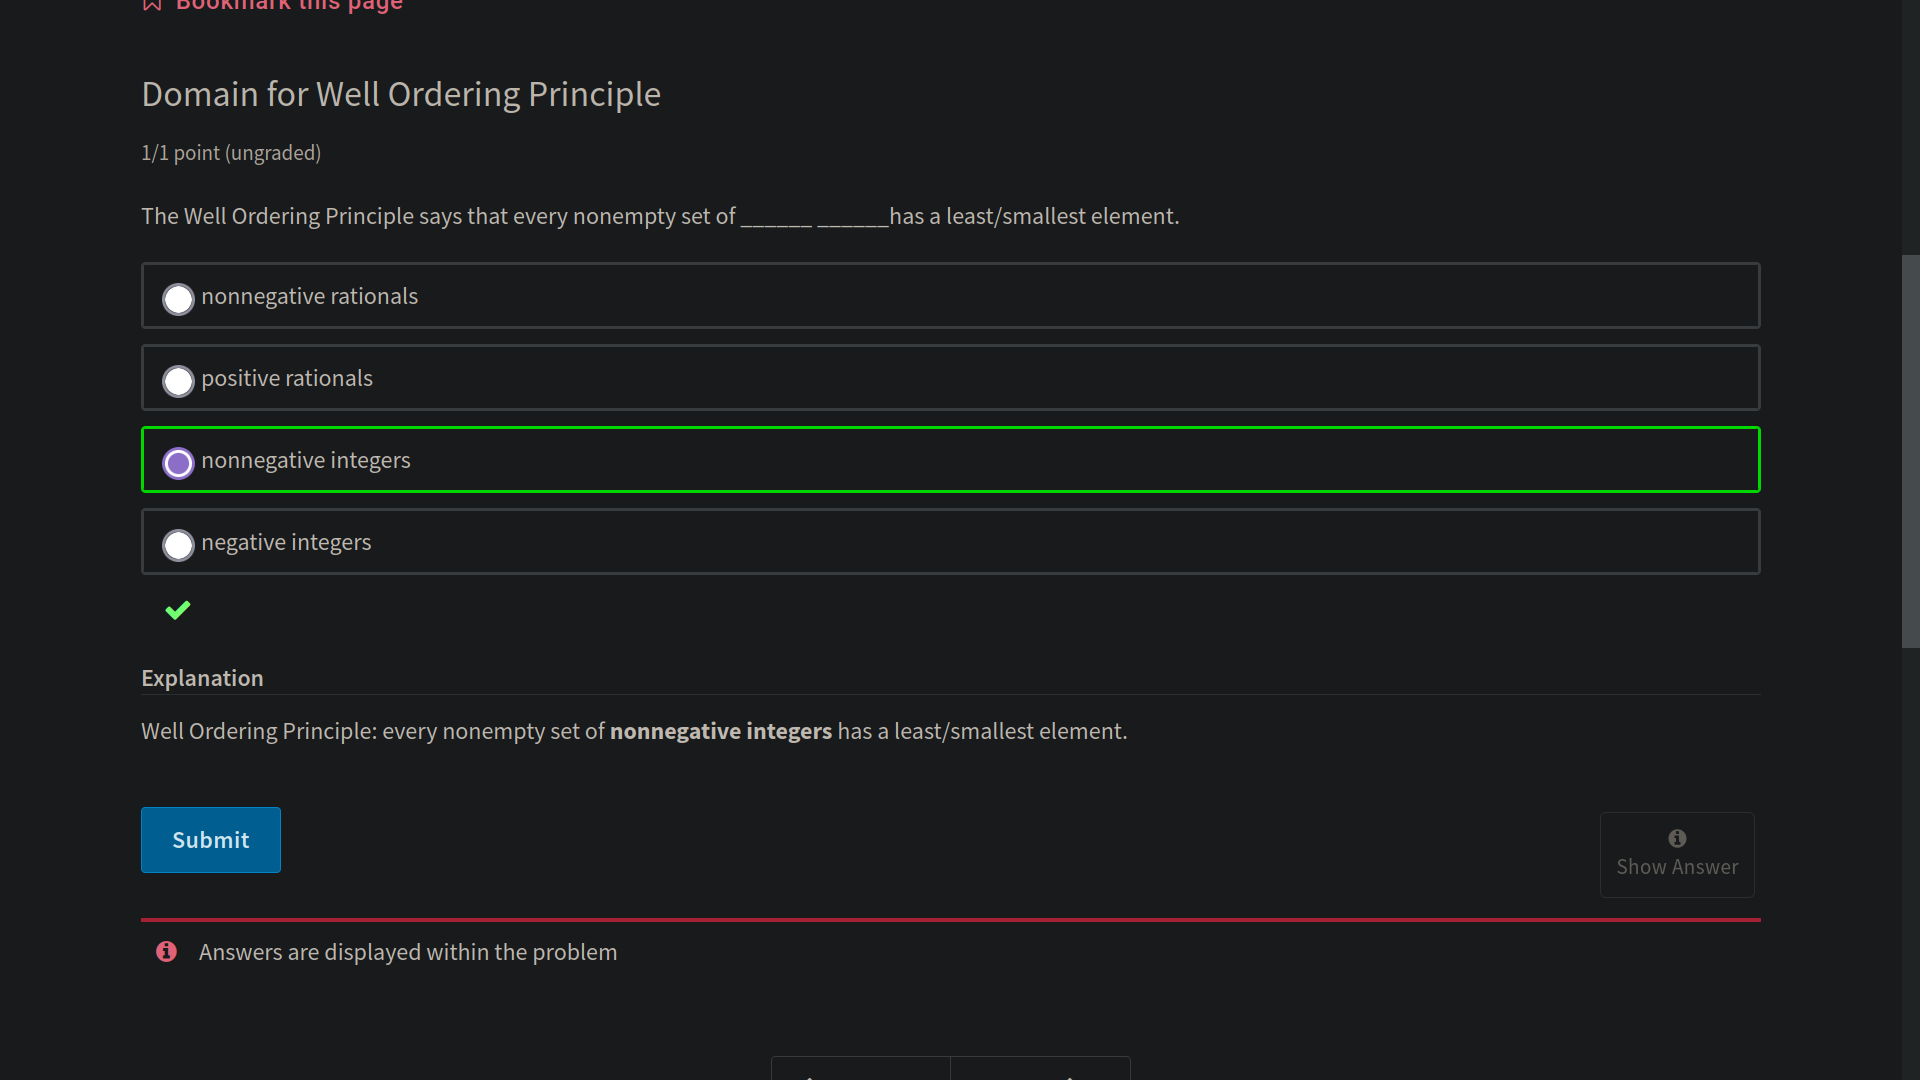 Bookmark this page
Domain for Well Ordering Principle
1/1 point (ungraded)
The Well Ordering Principle says that every nonempty set of ______ ______has a least/smallest element.
nonnegative rationals
positive rationals
nonnegative integers
negative integers
Explanation
Well Ordering Principle: every nonempty set of nonnegative integers has a least/smallest element.
Submit
Show Answer
Answers are displayed within the problem